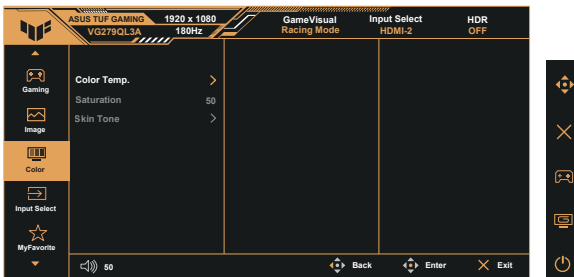 ASUS TUF GAMING 1920 x 1080 GameVisual Input Select HDR
VG279QL3A 180Hz Racing Mode HDMI-2 OFF
Gaming
Color Temp.
Saturation 50
Skin Tone
Image
Color
Input Select
MyFavorite
50 Back Enter Exit